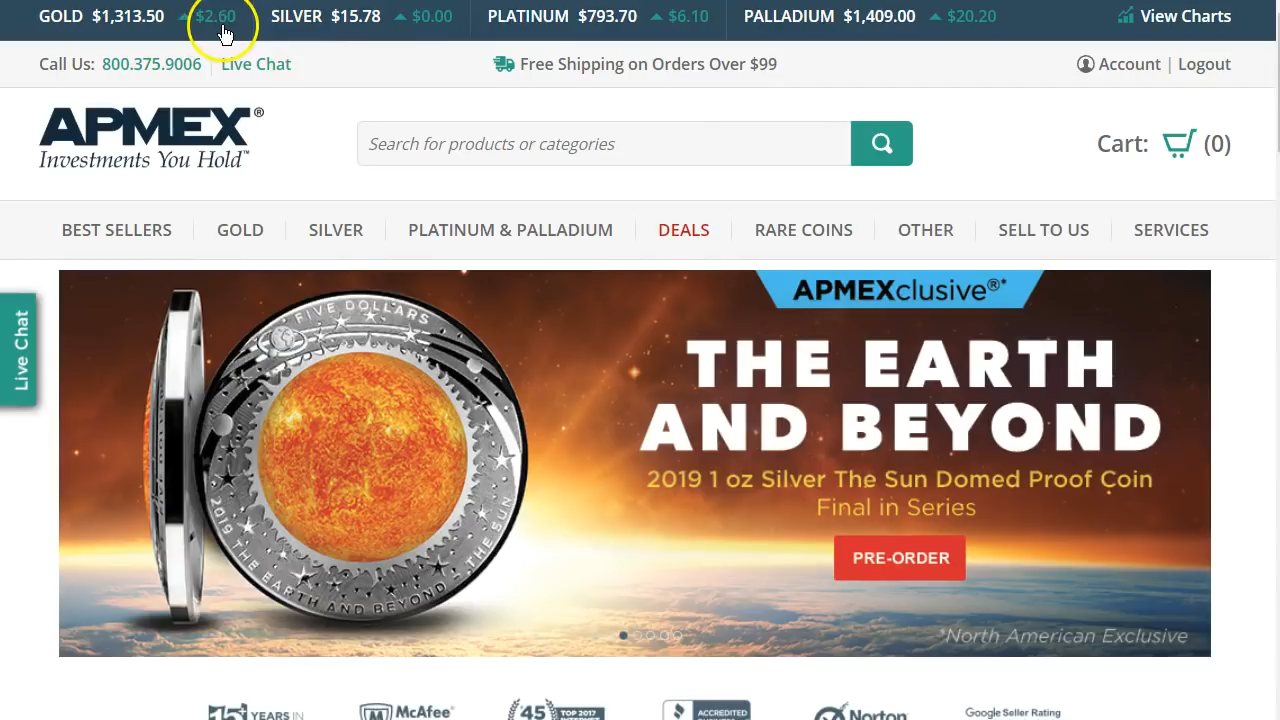 GOLD $1,313.50 ▲ $2.60 SILVER $15.78 ▲ $0.00 PLATINUM $793.70 ▲ $6.10 PALLADIUM $1,409.00 ▲ $20.20 View Charts
Call Us: 800.375.9006 | Live Chat Free Shipping on Orders Over $99 Account | Logout
APMEX®
Investments You Hold™
Search for products or categories
Cart: (0)
BEST SELLERS GOLD SILVER PLATINUM & PALLADIUM DEALS RARE COINS OTHER SELL TO US SERVICES
Live Chat
APMEXclusive®*
THE EARTH
AND BEYOND
2019 1 oz Silver The Sun Domed Proof Coin
Final in Series
PRE-ORDER
*North American Exclusive
FIVE DOLLARS
2019 THE EARTH AND BEYOND - THE SUN
15+ YEARS IN
McAfee®
45 TOP 2017
ACCREDITED
Norton
Google Seller Rating